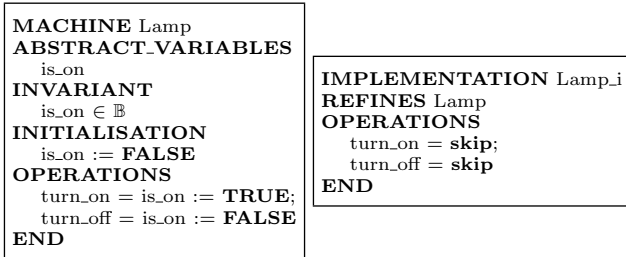 MACHINE Lamp
ABSTRACT_VARIABLES
is_on
INVARIANT
is_on ∈ 𝔹
INITIALISATION
is_on := FALSE
OPERATIONS
turn_on = is_on := TRUE;
turn_off = is_on := FALSE
END
IMPLEMENTATION Lamp_i
REFINES Lamp
OPERATIONS
turn_on = skip;
turn_off = skip
END